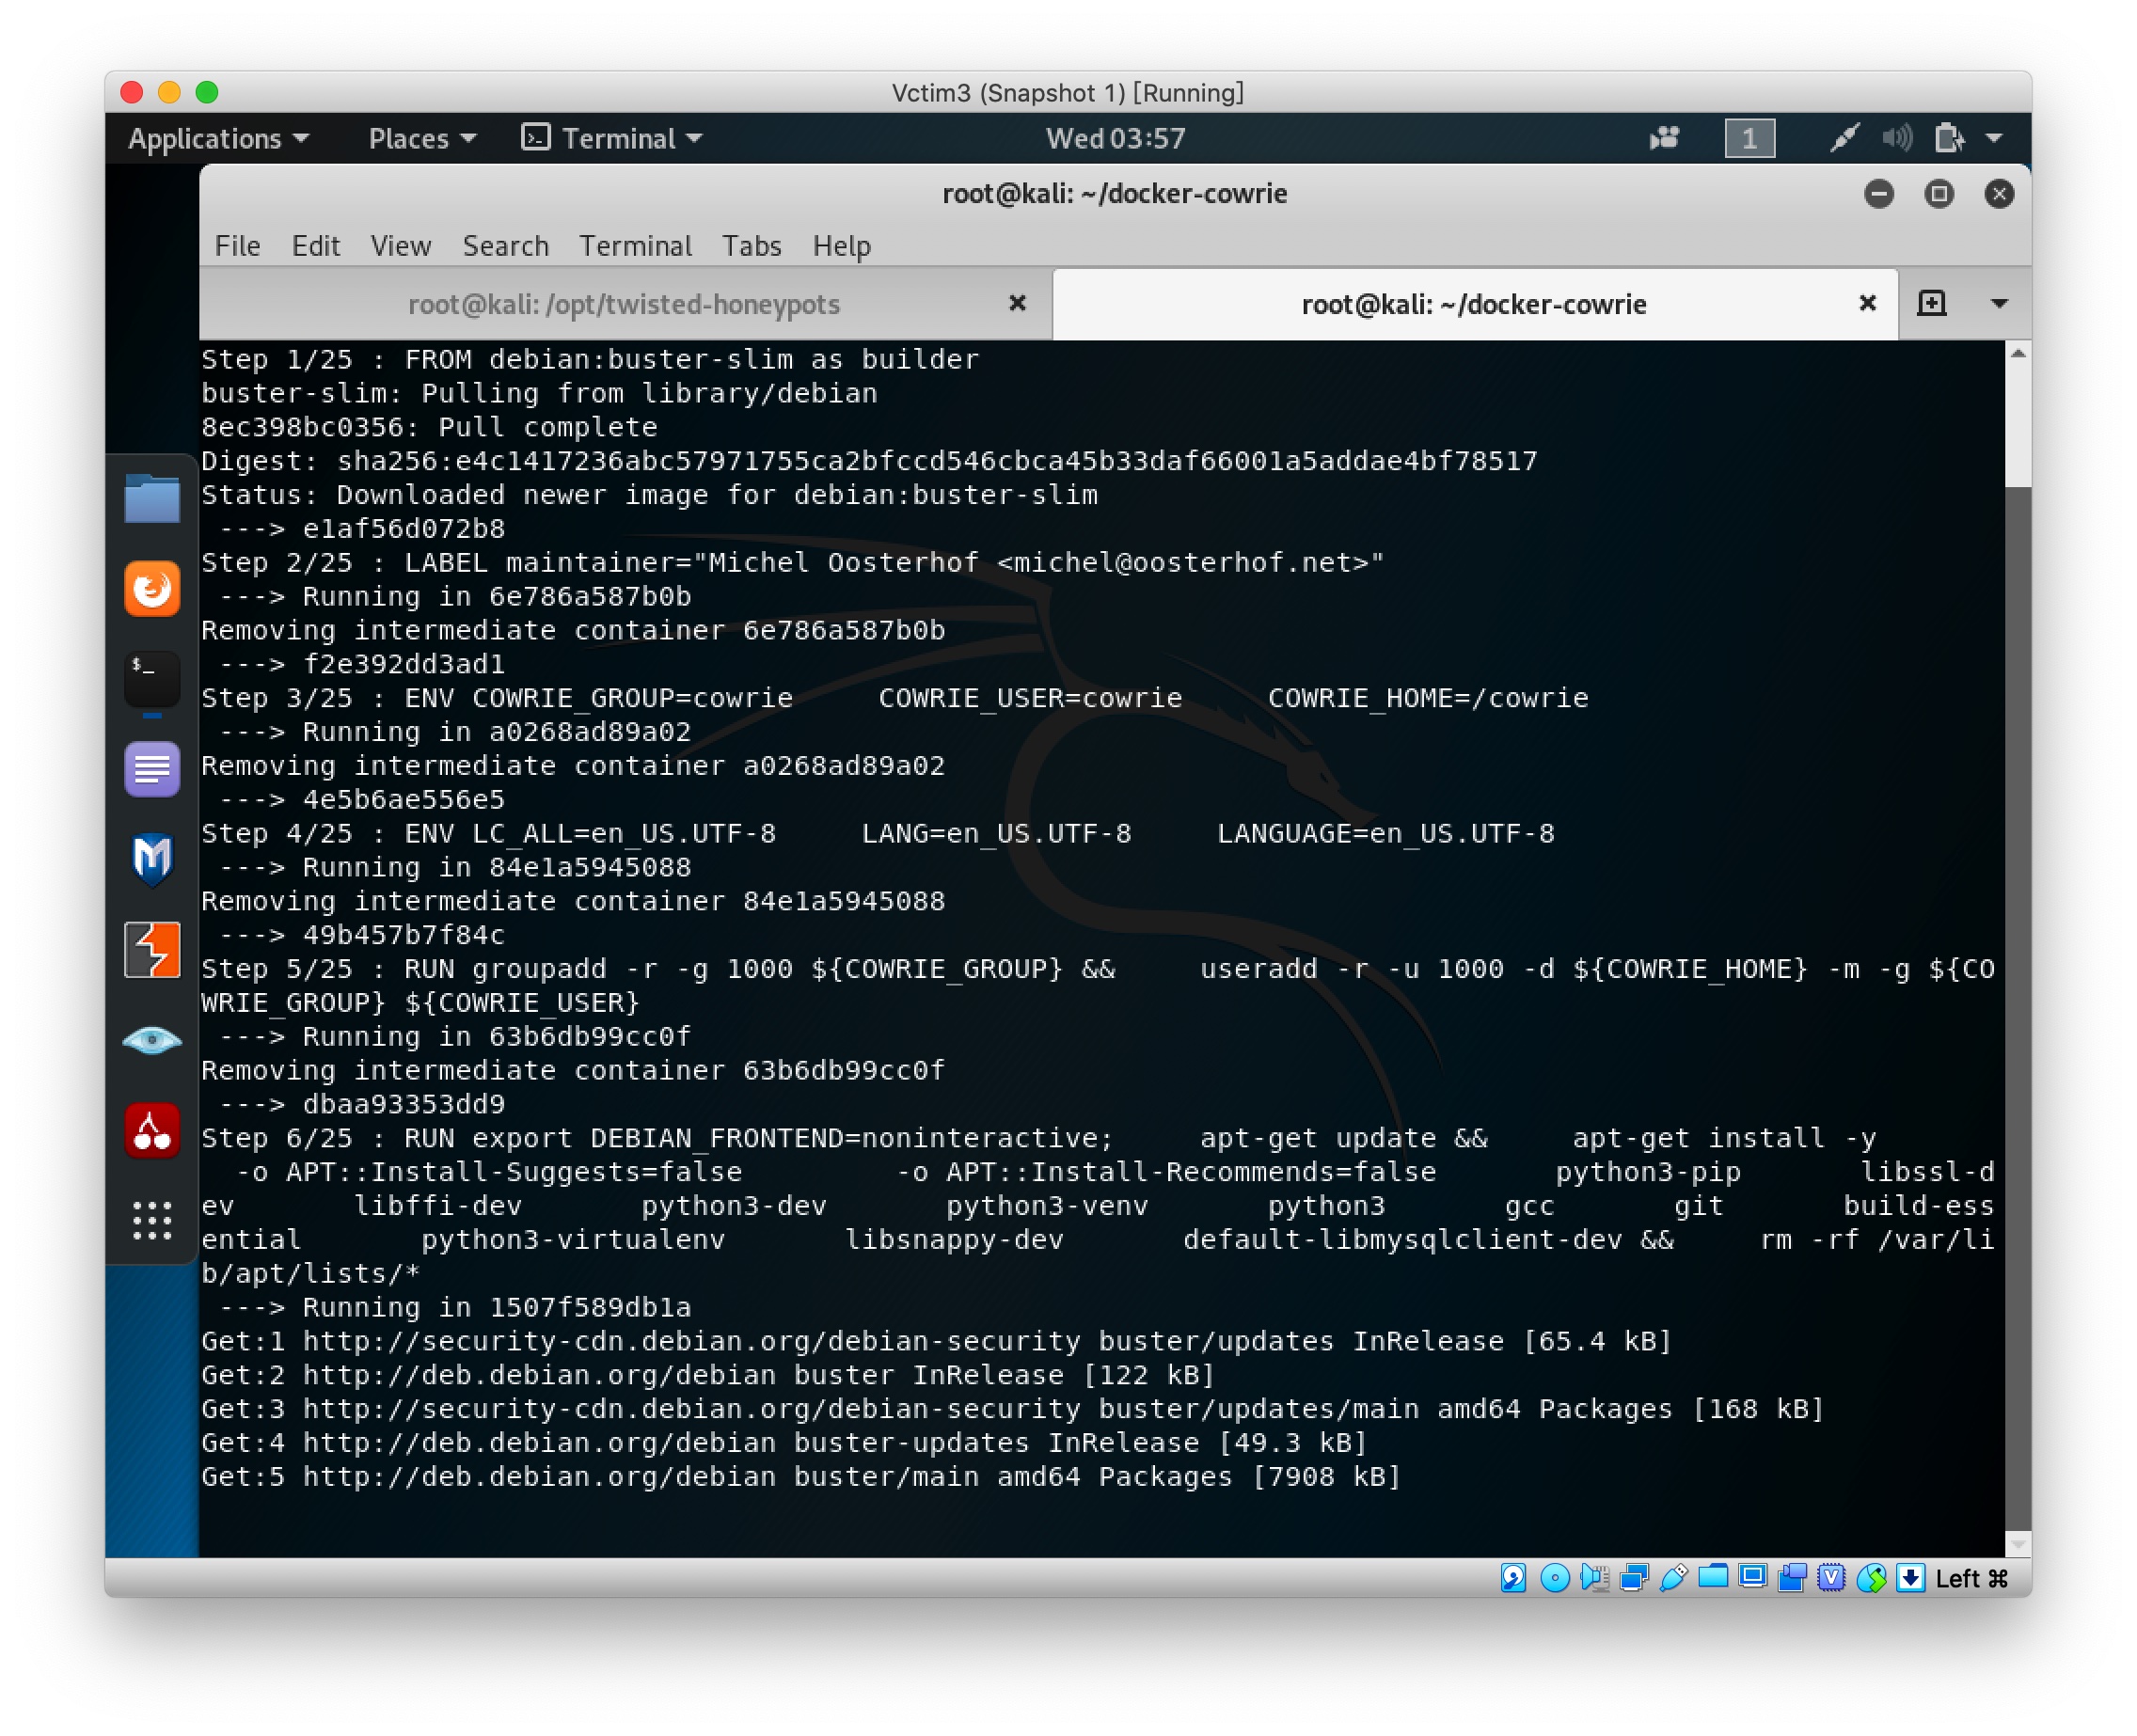 Vctim3 (Snapshot 1) [Running]
Applications Places Terminal Wed 03:57 1
root@kali: ~/docker-cowrie
File Edit View Search Terminal Tabs Help
root@kali: /opt/twisted-honeypots root@kali: ~/docker-cowrie
Step 1/25 : FROM debian:buster-slim as builder
buster-slim: Pulling from library/debian
8ec398bc0356: Pull complete
Digest: sha256:e4c1417236abc57971755ca2bfccd546cbca45b33daf66001a5addae4bf78517
Status: Downloaded newer image for debian:buster-slim
 ---> e1af56d072b8
Step 2/25 : LABEL maintainer="Michel Oosterhof <michel@oosterhof.net>"
 ---> Running in 6e786a587b0b
Removing intermediate container 6e786a587b0b
 ---> f2e392dd3ad1
Step 3/25 : ENV COWRIE_GROUP=cowrie     COWRIE_USER=cowrie     COWRIE_HOME=/cowrie
 ---> Running in a0268ad89a02
Removing intermediate container a0268ad89a02
 ---> 4e5b6ae556e5
Step 4/25 : ENV LC_ALL=en_US.UTF-8     LANG=en_US.UTF-8     LANGUAGE=en_US.UTF-8
 ---> Running in 84e1a5945088
Removing intermediate container 84e1a5945088
 ---> 49b457b7f84c
Step 5/25 : RUN groupadd -r -g 1000 ${COWRIE_GROUP} &&     useradd -r -u 1000 -d ${COWRIE_HOME} -m -g ${CO
WRIE_GROUP} ${COWRIE_USER}
 ---> Running in 63b6db99cc0f
Removing intermediate container 63b6db99cc0f
 ---> dbaa93353dd9
Step 6/25 : RUN export DEBIAN_FRONTEND=noninteractive;     apt-get update &&     apt-get install -y
  -o APT::Install-Suggests=false         -o APT::Install-Recommends=false       python3-pip       libssl-d
ev       libffi-dev       python3-dev       python3-venv       python3       gcc       git       build-ess
ential       python3-virtualenv       libsnappy-dev       default-libmysqlclient-dev &&     rm -rf /var/li
b/apt/lists/*
 ---> Running in 1507f589db1a
Get:1 http://security-cdn.debian.org/debian-security buster/updates InRelease [65.4 kB]
Get:2 http://deb.debian.org/debian buster InRelease [122 kB]
Get:3 http://security-cdn.debian.org/debian-security buster/updates/main amd64 Packages [168 kB]
Get:4 http://deb.debian.org/debian buster-updates InRelease [49.3 kB]
Get:5 http://deb.debian.org/debian buster/main amd64 Packages [7908 kB]
Left ⌘